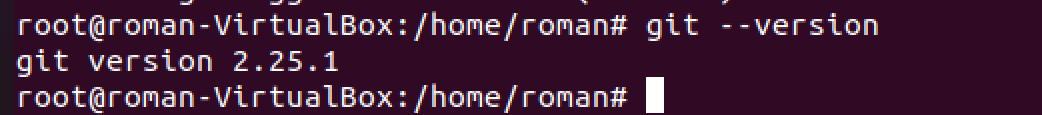 root@roman-VirtualBox:/home/roman# git --version
git version 2.25.1
root@roman-VirtualBox:/home/roman#